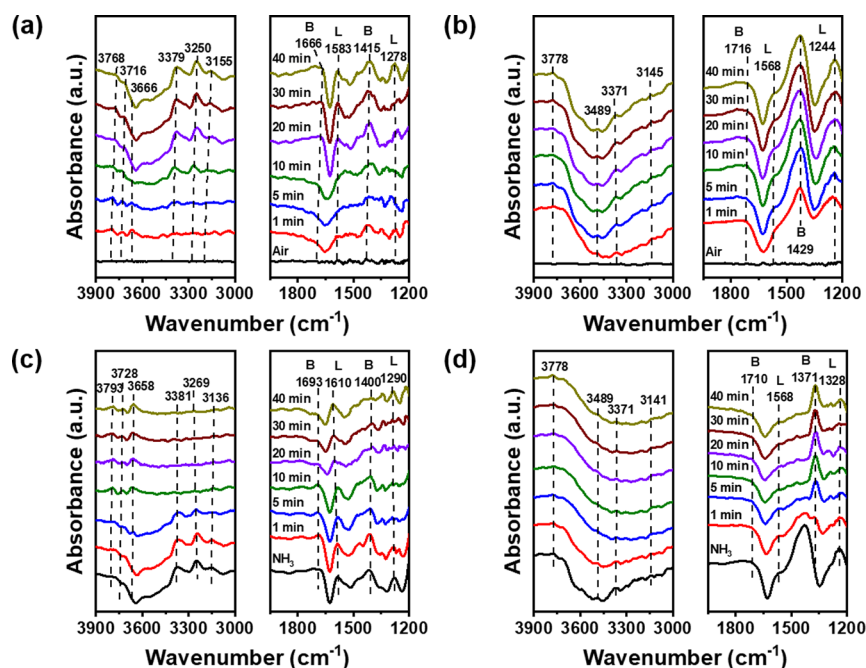 (a)
3768
3716
3666
3379
3250
3155
B
1666
L
1583
B
1415
L
1278
40 min
30 min
20 min
10 min
5 min
1 min
Air
Absorbance (a.u.)
3900 3600 3300 3000
1800 1500 1200
Wavenumber (cm⁻¹)
(b)
3778
3489
3371
3145
B
1716
L
1568
L
1244
40 min
30 min
20 min
10 min
5 min
1 min
B
1429
Air
Absorbance (a.u.)
3900 3600 3300 3000
1800 1500 1200
Wavenumber (cm⁻¹)
(c)
3793
3728
3658
3381
3269
3136
B
1693
L
1610
B
1400
L
1290
40 min
30 min
20 min
10 min
5 min
1 min
NH₃
Absorbance (a.u.)
3900 3600 3300 3000
1800 1500 1200
Wavenumber (cm⁻¹)
(d)
3778
3489
3371
3141
B
1710
L
1568
B
1371
L
1328
40 min
30 min
20 min
10 min
5 min
1 min
NH₃
Absorbance (a.u.)
3900 3600 3300 3000
1800 1500 1200
Wavenumber (cm⁻¹)